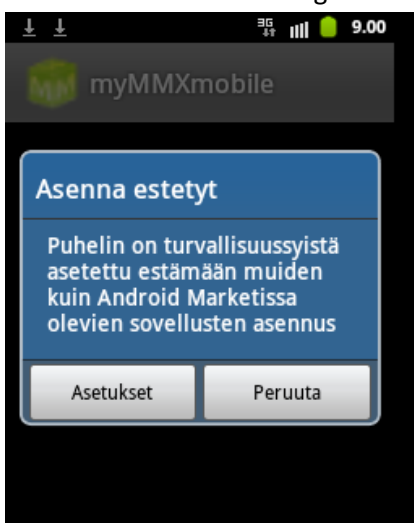 3G 9.00
myMMXmobile
Asenna estetyt
Puhelin on turvallisuussyistä
asetettu estämään muiden
kuin Android Marketissa
olevien sovellusten asennus
Asetukset Peruuta